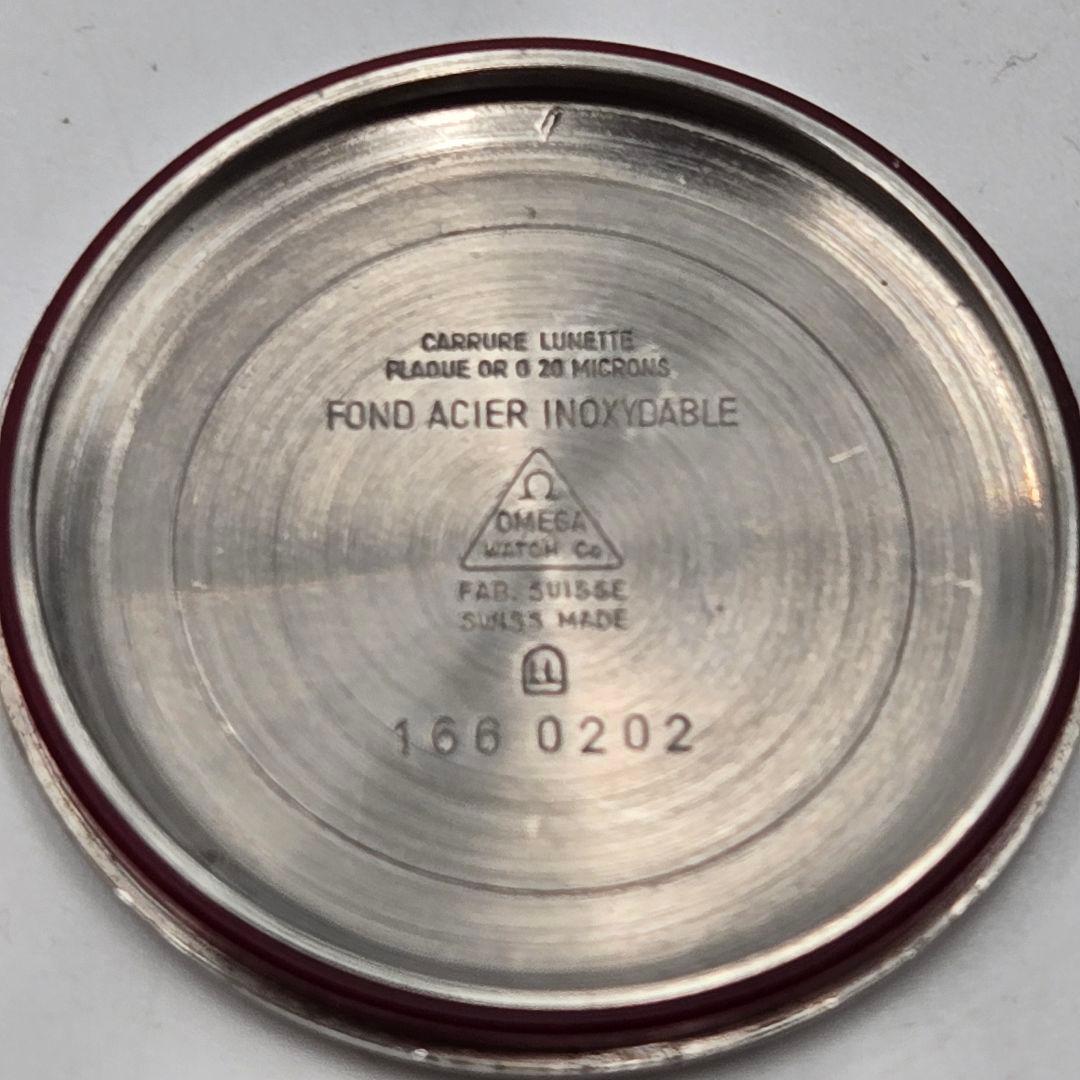 CARRURE LUNETTE
PLAQUE OR G 20 MICRONS
FOND ACIER INOXYDABLE
Ω
OMEGA
WATCH Co
FAB. SUISSE
SWISS MADE
166 0202